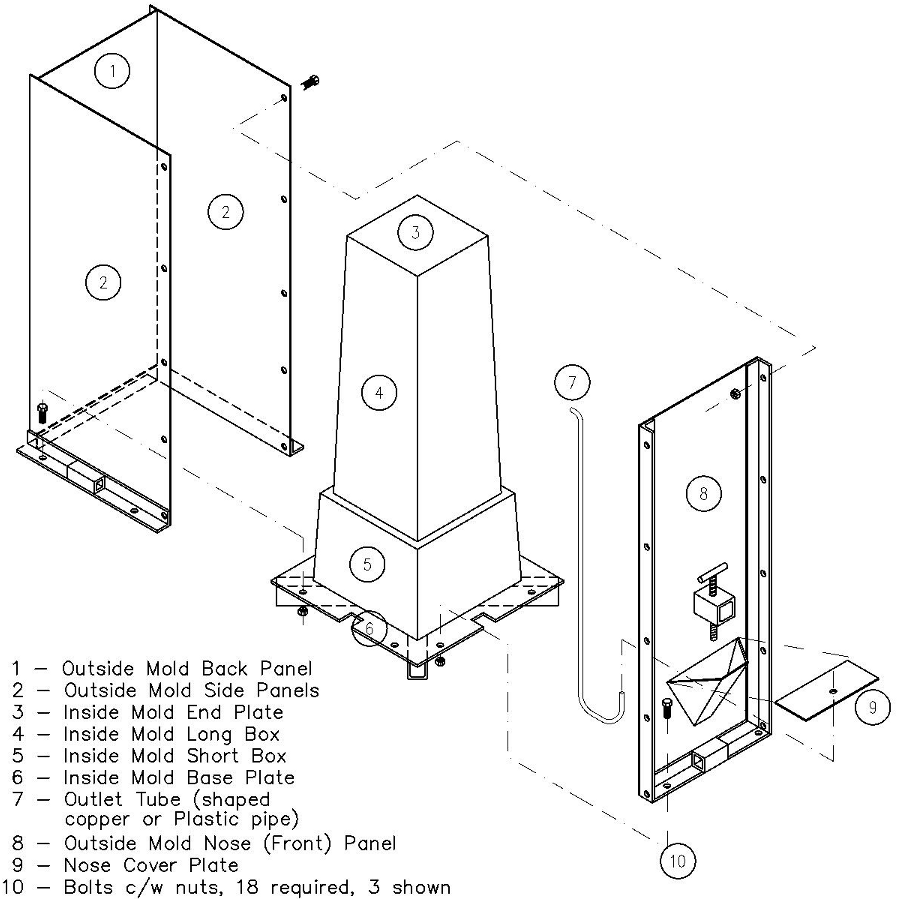 1
2
2
3
4
7
8
5
6
9
10
1 – Outside Mold Back Panel
2 – Outside Mold Side Panels
3 – Inside Mold End Plate
4 – Inside Mold Long Box
5 – Inside Mold Short Box
6 – Inside Mold Base Plate
7 – Outlet Tube (shaped
copper or Plastic pipe)
8 – Outside Mold Nose (Front) Panel
9 – Nose Cover Plate
10 – Bolts c/w nuts, 18 required, 3 shown